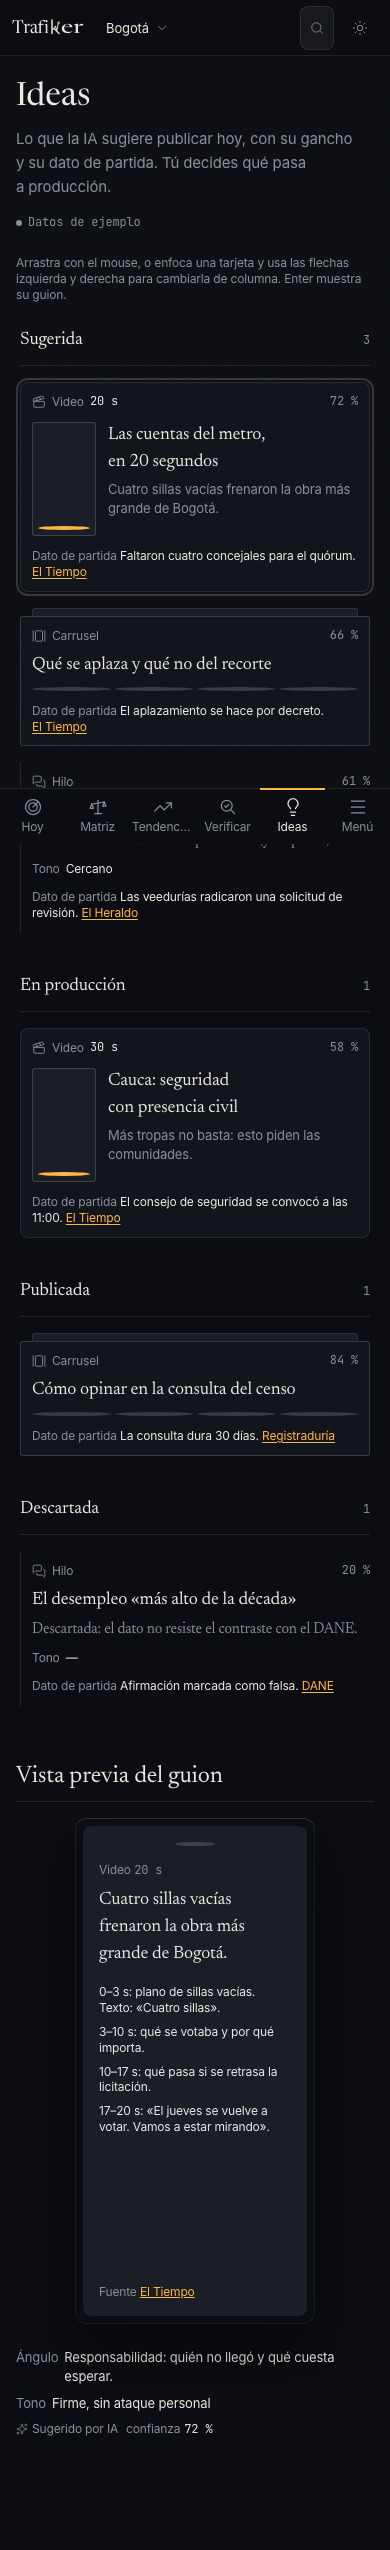 Trafiker
Bogotá
Ideas
Lo que la IA sugiere publicar hoy, con su gancho
y su dato de partida. Tú decides qué pasa
a producción.
Datos de ejemplo
Arrastra con el mouse, o enfoca una tarjeta y usa las flechas
izquierda y derecha para cambiarla de columna. Enter muestra
su guion.
Sugerida 3
Video 20 s 72 %
Las cuentas del metro,
en 20 segundos
Cuatro sillas vacías frenaron la obra más
grande de Bogotá.
Dato de partida Faltaron cuatro concejales para el quórum.
El Tiempo
Carrusel 66 %
Qué se aplaza y qué no del recorte
Dato de partida El aplazamiento se hace por decreto.
El Tiempo
Hilo 61 %
Hoy
Matriz
Tendenc...
Verificar
Ideas
Menú
Tono Cercano
Dato de partida Las veedurías radicaron una solicitud de
revisión. El Heraldo
En producción 1
Video 30 s 58 %
Cauca: seguridad
con presencia civil
Más tropas no basta: esto piden las
comunidades.
Dato de partida El consejo de seguridad se convocó a las
11:00. El Tiempo
Publicada 1
Carrusel 84 %
Cómo opinar en la consulta del censo
Dato de partida La consulta dura 30 días. Registraduría
Descartada 1
Hilo 20 %
El desempleo «más alto de la década»
Descartada: el dato no resiste el contraste con el DANE.
Tono —
Dato de partida Afirmación marcada como falsa. DANE
Vista previa del guion
Video 20 s
Cuatro sillas vacías
frenaron la obra más
grande de Bogotá.
0–3 s: plano de sillas vacías.
Texto: «Cuatro sillas».
3–10 s: qué se votaba y por qué
importa.
10–17 s: qué pasa si se retrasa la
licitación.
17–20 s: «El jueves se vuelve a
votar. Vamos a estar mirando».
Fuente El Tiempo
Ángulo Responsabilidad: quién no llegó y qué cuesta
esperar.
Tono Firme, sin ataque personal
Sugerido por IA confianza 72 %